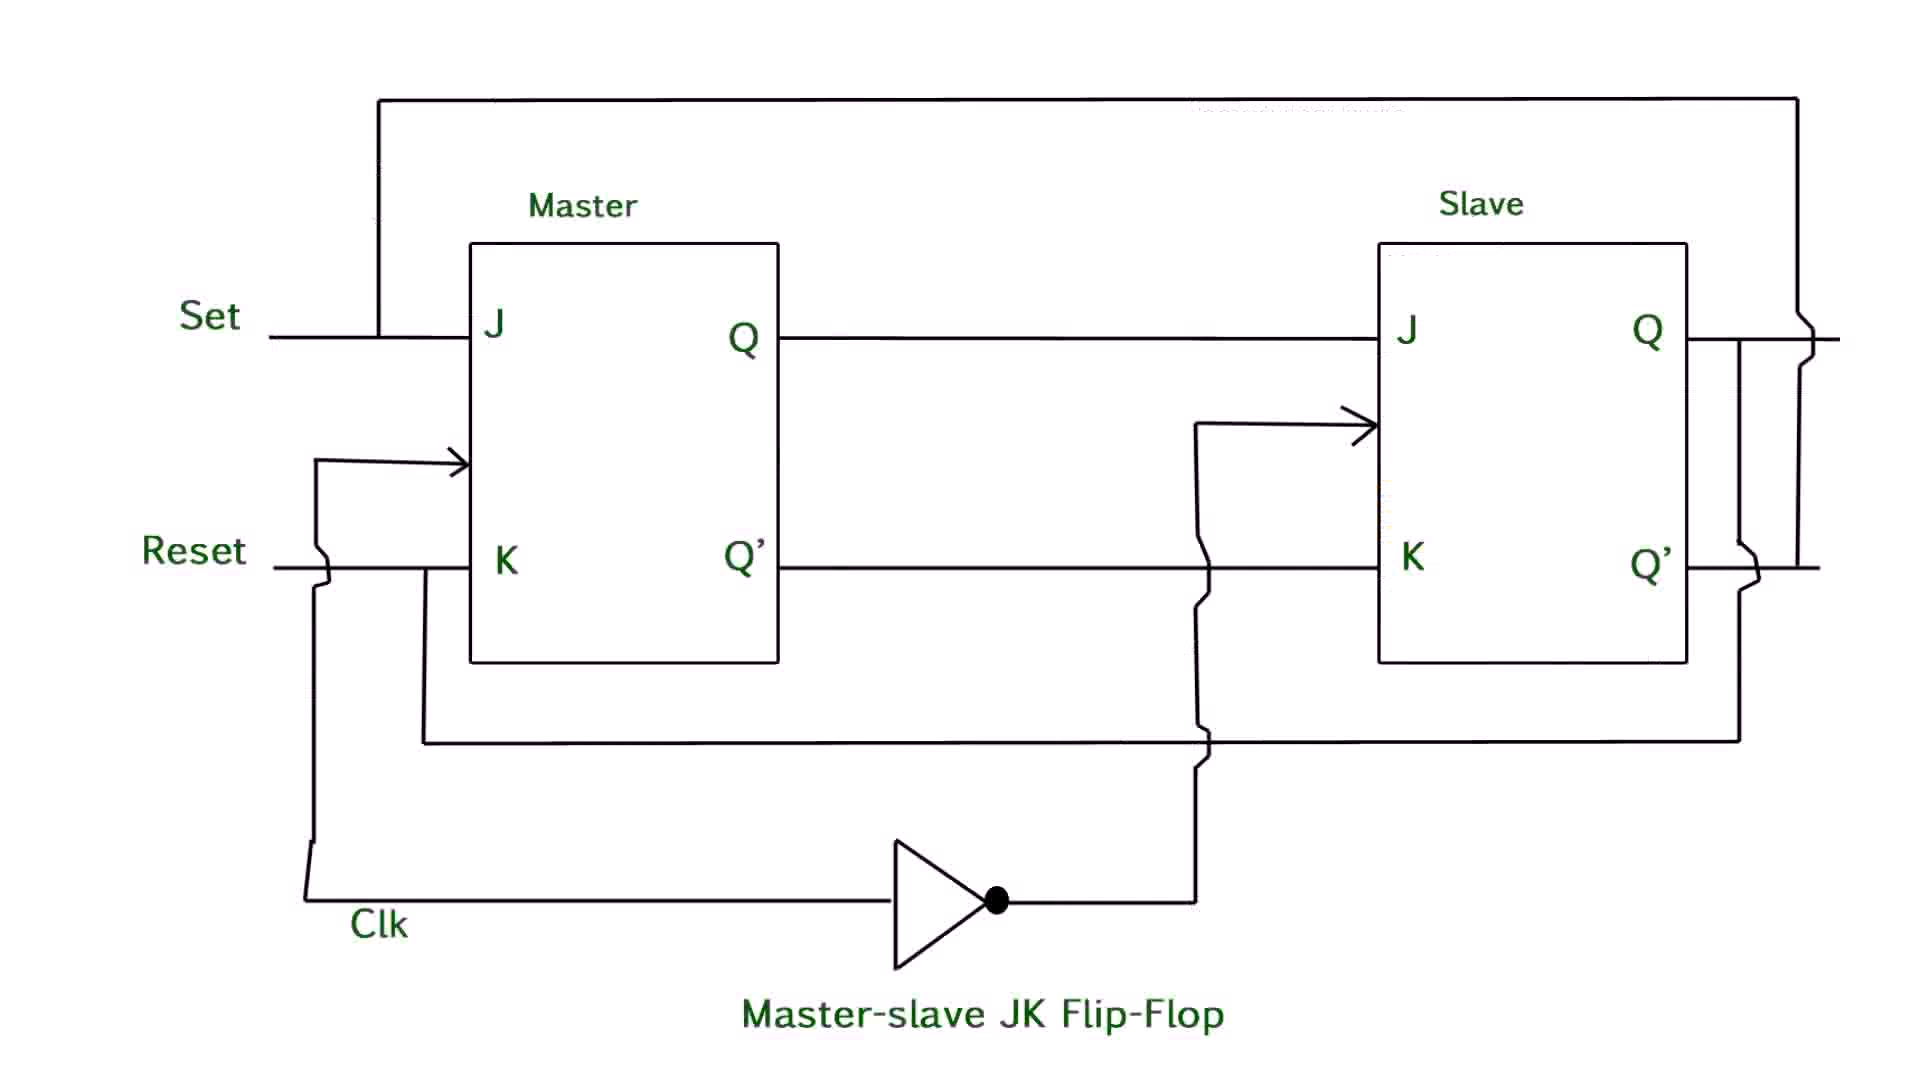 Master
Slave
Set
J
Q
J
Q
Reset
K
Q’
K
Q’
Clk
Master-slave JK Flip-Flop